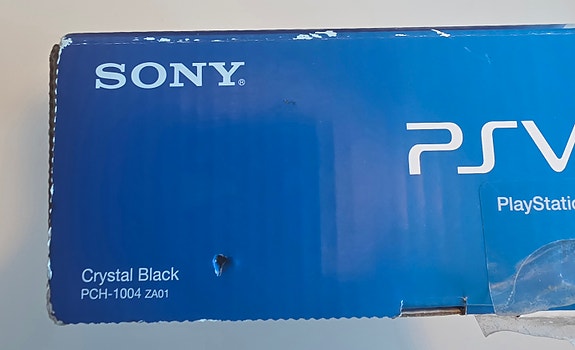 SONY®
PSV
PlayStatio
Crystal Black
PCH-1004 ZA01